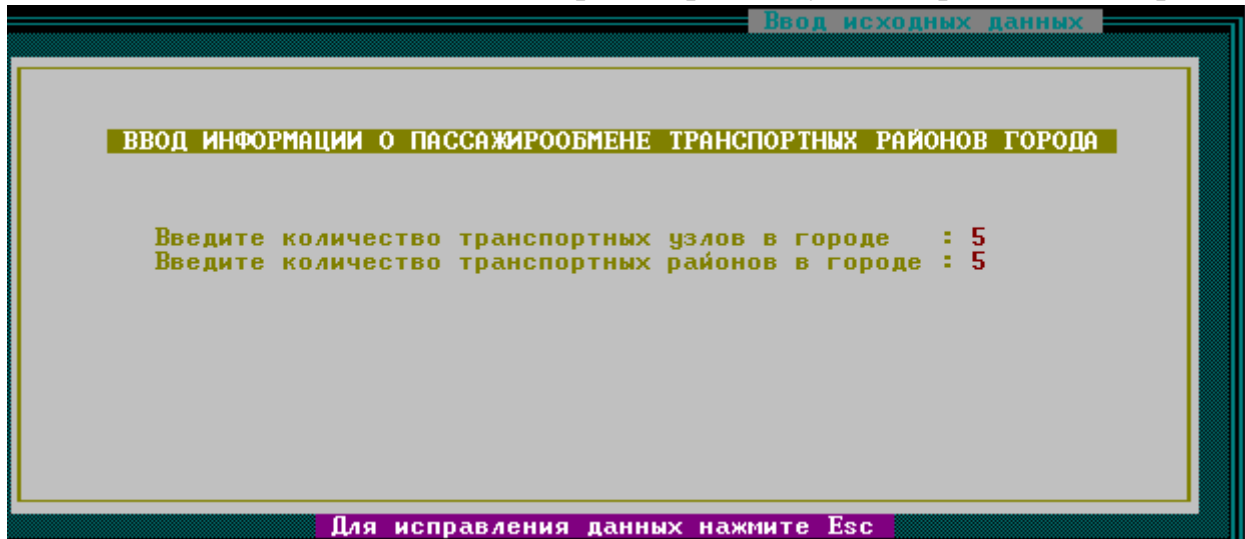 Ввод исходных данных
ВВОД ИНФОРМАЦИИ О ПАССАЖИРООБМЕНЕ ТРАНСПОРТНЫХ РАЙОНОВ ГОРОДА
Введите количество транспортных узлов в городе : 5
Введите количество транспортных районов в городе : 5
Для исправления данных нажмите Esc